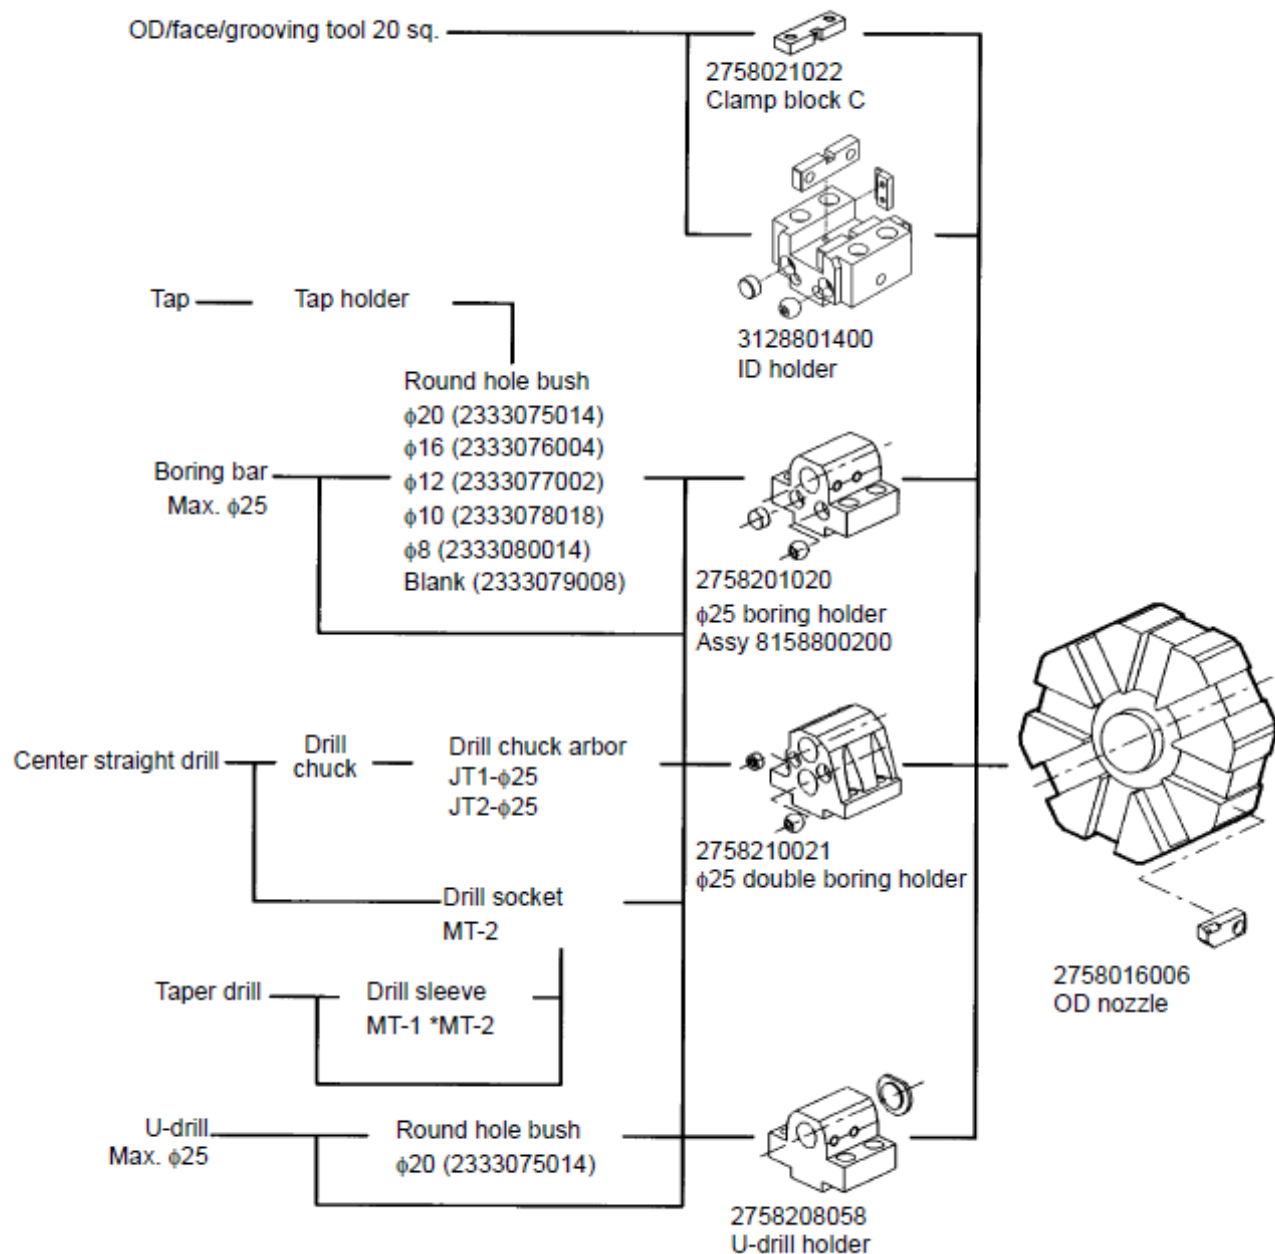 OD/face/grooving tool 20 sq.
2758021022
Clamp block C
3128801400
ID holder
Tap
Tap holder
Round hole bush
ϕ20 (2333075014)
ϕ16 (2333076004)
ϕ12 (2333077002)
ϕ10 (2333078018)
ϕ8 (2333080014)
Blank (2333079008)
Boring bar
Max. ϕ25
2758201020
ϕ25 boring holder
Assy 8158800200
Center straight drill
Drill
chuck
Drill chuck arbor
JT1-ϕ25
JT2-ϕ25
2758210021
ϕ25 double boring holder
Drill socket
MT-2
Taper drill
Drill sleeve
MT-1 *MT-2
2758016006
OD nozzle
U-drill
Max. ϕ25
Round hole bush
ϕ20 (2333075014)
2758208058
U-drill holder